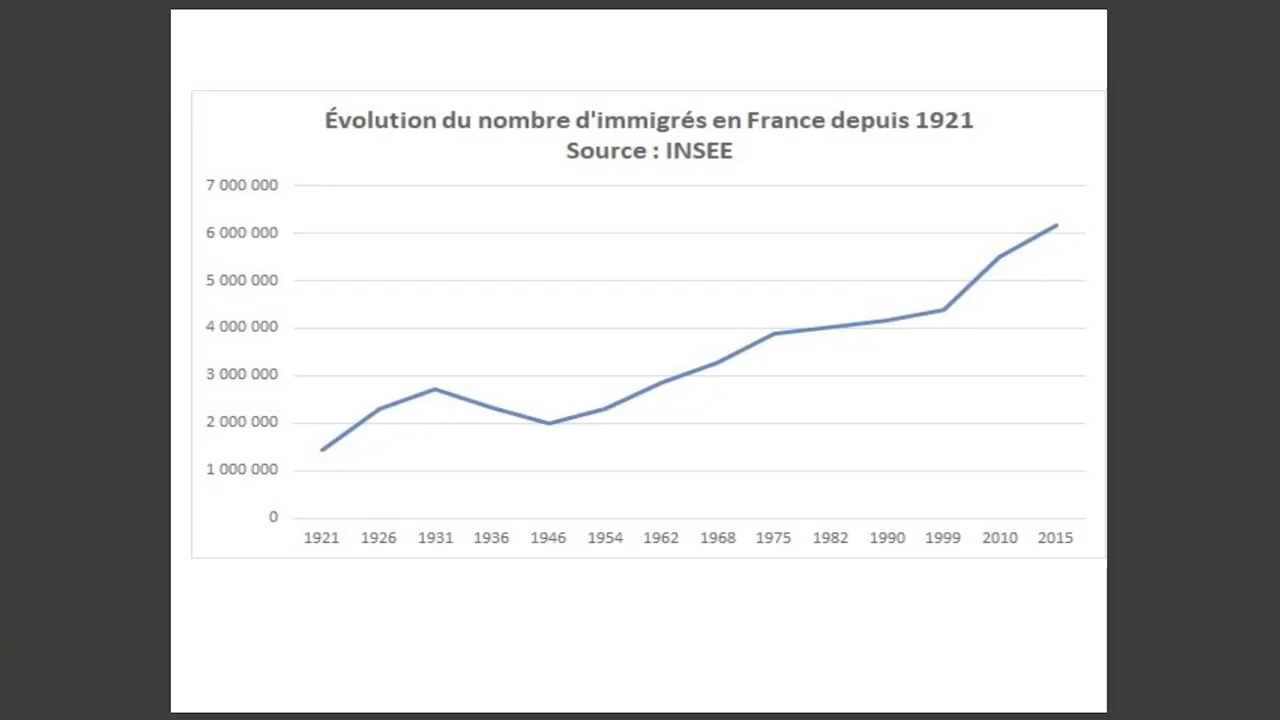 Évolution du nombre d'immigrés en France depuis 1921
Source : INSEE
7 000 000
6 000 000
5 000 000
4 000 000
3 000 000
2 000 000
1 000 000
0
1921 1926 1931 1936 1946 1954 1962 1968 1975 1982 1990 1999 2010 2015